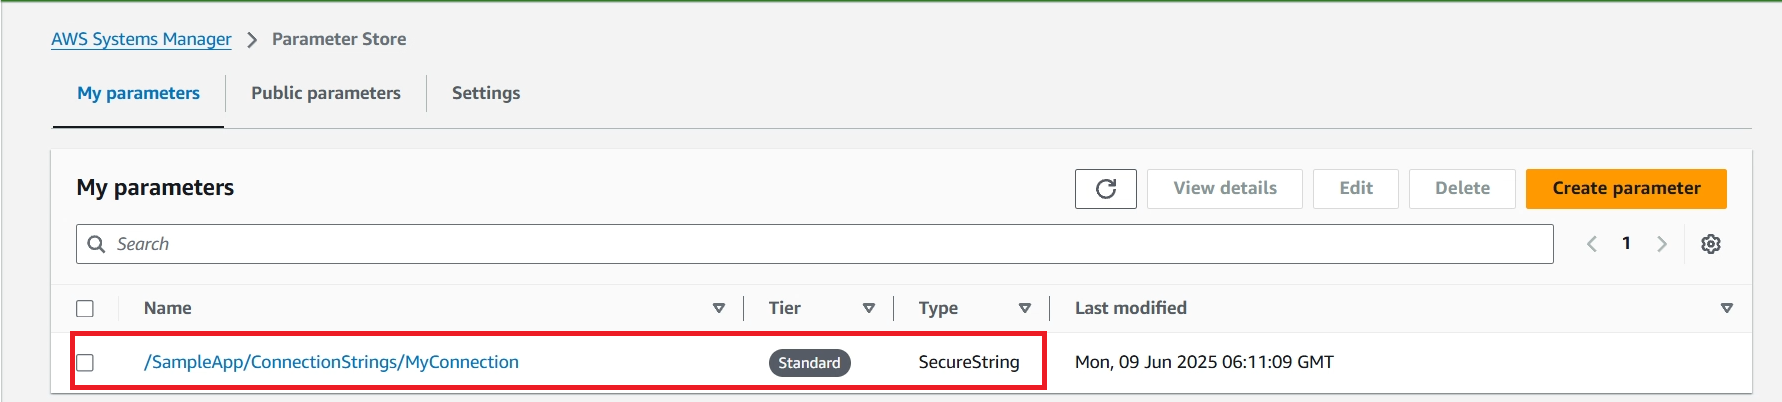 AWS Systems Manager > Parameter Store
My parameters Public parameters Settings
My parameters View details Edit Delete Create parameter
Search 1
Name Tier Type Last modified
/SampleApp/ConnectionStrings/MyConnection Standard SecureString Mon, 09 Jun 2025 06:11:09 GMT